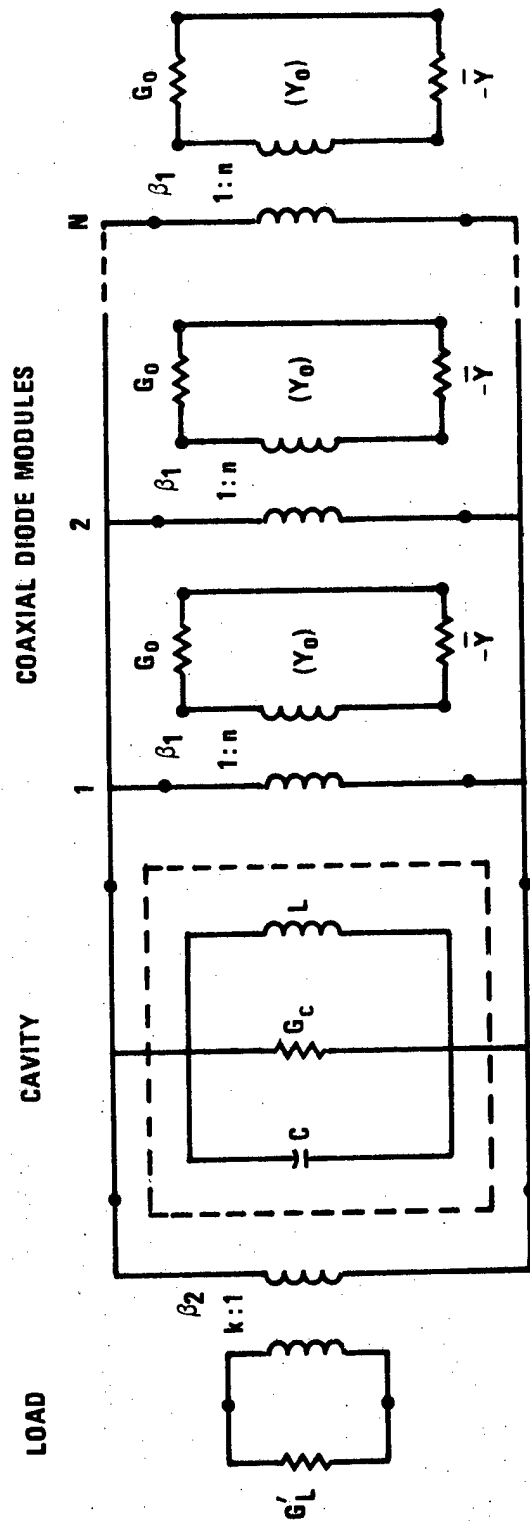 LOAD
CAVITY
COAXIAL DIODE MODULES
1
2
N
β2
k:1
G'L
C
GC
L
β1
1:n
G0
(Y0)
-Y̅
β1
1:n
G0
(Y0)
-Y̅
β1
1:n
G0
(Y0)
-Y̅